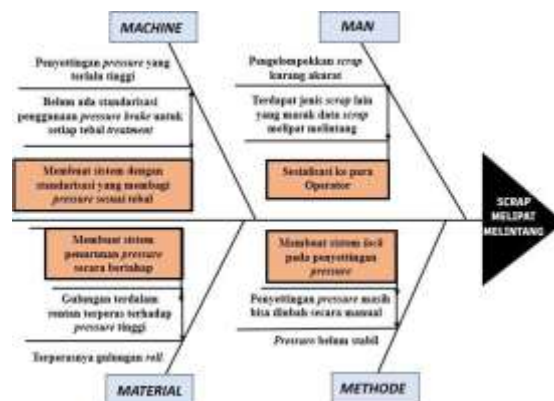 MACHINE
MAN
Penyettingan pressure yang
terlalu tinggi
Belum ada standarisasi
penggunaan pressure brake untuk
setiap tebal treatment
Membuat sistem dengan
standarisasi yang membagi
pressure sesuai tebal
Pengelompokkan scrap
kurang akurat
Terdapat jenis scrap lain
yang masuk data scrap
melipat melintang
Sosialisasi ke para
Operator
SCRAP
MELIPAT
MELINTANG
Membuat sistem
penurunan pressure
secara bertahap
Gulungan terdalam
rentan terperas terhadap
pressure tinggi
Terperasnya gulungan roll
Membuat sistem lock
pada penyettingan
pressure
Penyettingan pressure masih
bisa diubah secara manual
Pressure belum stabil
MATERIAL
METHODE